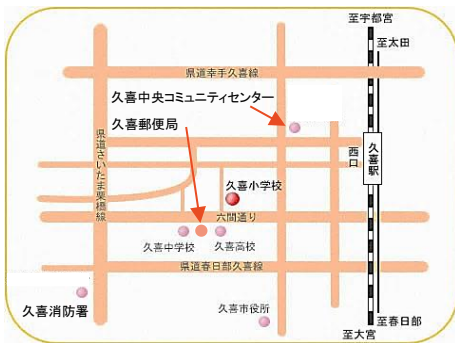 至宇都宮
至太田
県道幸手久喜線
久喜中央コミュニティセンター
久喜郵便局
県道さいたま栗橋線
西口
久喜駅
久喜小学校
六間通り
久喜中学校
久喜高校
県道春日部久喜線
久喜消防署
久喜市役所
至春日部
至大宮